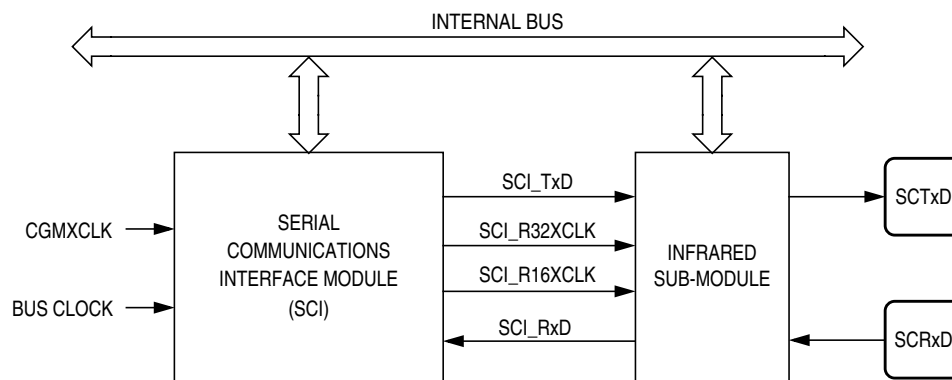 INTERNAL BUS
SCI_TxD
SCTxD
CGMXCLK
SERIAL
COMMUNICATIONS
INTERFACE MODULE
(SCI)
SCI_R32XCLK
INFRARED
SUB-MODULE
SCI_R16XCLK
BUS CLOCK
SCI_RxD
SCRxD